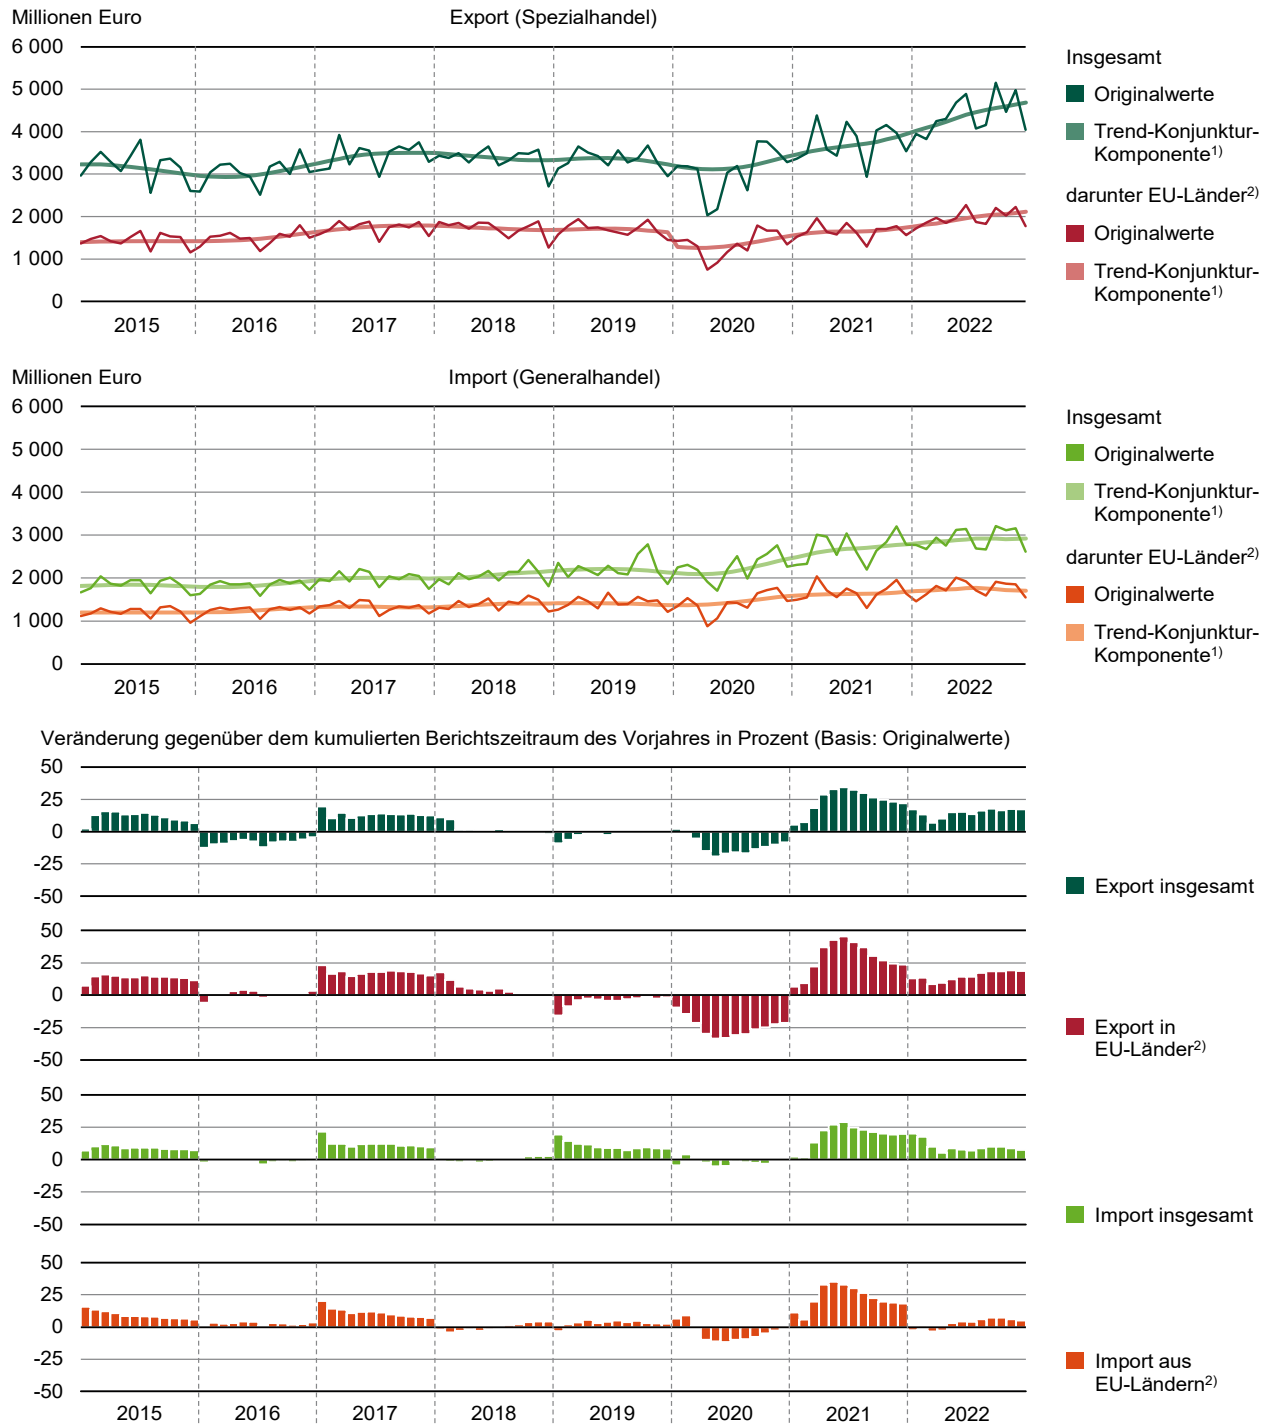 Millionen Euro
Export (Spezialhandel)
6 000
5 000
4 000
3 000
2 000
1 000
0
2015 2016 2017 2018 2019 2020 2021 2022
Insgesamt
Originalwerte
Trend-Konjunktur-
Komponente1)
darunter EU-Länder2)
Originalwerte
Trend-Konjunktur-
Komponente1)
Millionen Euro
Import (Generalhandel)
6 000
5 000
4 000
3 000
2 000
1 000
0
2015 2016 2017 2018 2019 2020 2021 2022
Insgesamt
Originalwerte
Trend-Konjunktur-
Komponente1)
darunter EU-Länder2)
Originalwerte
Trend-Konjunktur-
Komponente1)
Veränderung gegenüber dem kumulierten Berichtszeitraum des Vorjahres in Prozent (Basis: Originalwerte)
50
25
0
-25
-50
Export insgesamt
50
25
0
-25
-50
Export in
EU-Länder2)
50
25
0
-25
-50
Import insgesamt
50
25
0
-25
-50
Import aus
EU-Ländern2)
2015 2016 2017 2018 2019 2020 2021 2022